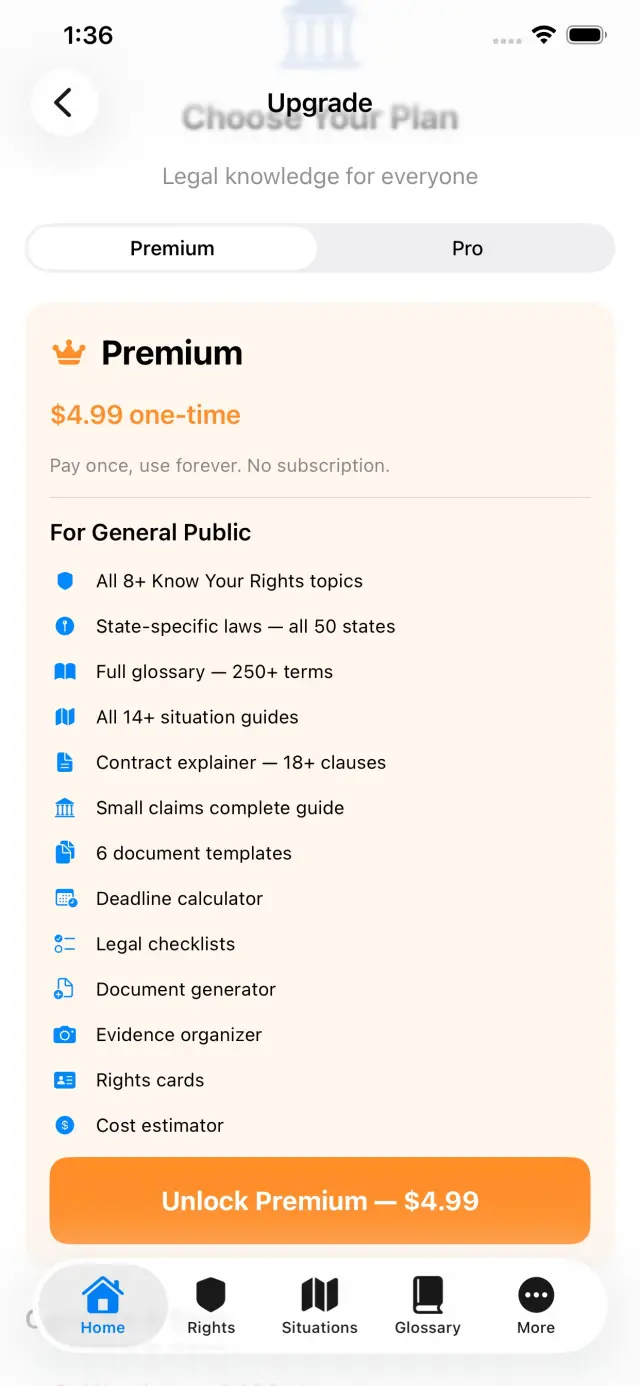 1:36
Upgrade
Choose Your Plan
Legal knowledge for everyone
Premium
Pro
Premium
$4.99 one-time
Pay once, use forever. No subscription.
For General Public
All 8+ Know Your Rights topics
State-specific laws — all 50 states
Full glossary — 250+ terms
All 14+ situation guides
Contract explainer — 18+ clauses
Small claims complete guide
6 document templates
Deadline calculator
Legal checklists
Document generator
Evidence organizer
Rights cards
Cost estimator
Unlock Premium — $4.99
Home
Rights
Situations
Glossary
More